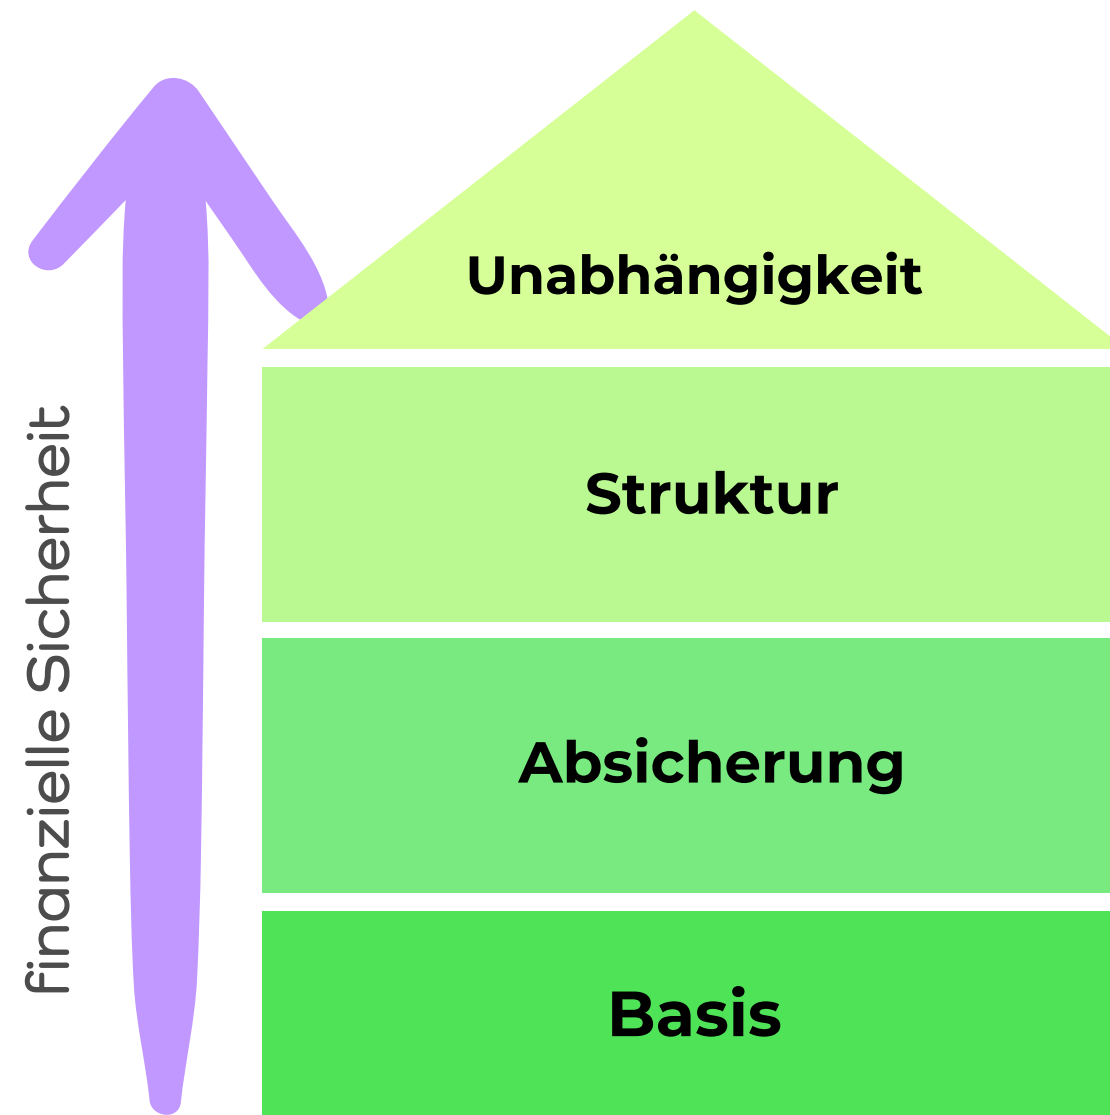 Unabhängigkeit
Struktur
Absicherung
Basis
finanzielle Sicherheit